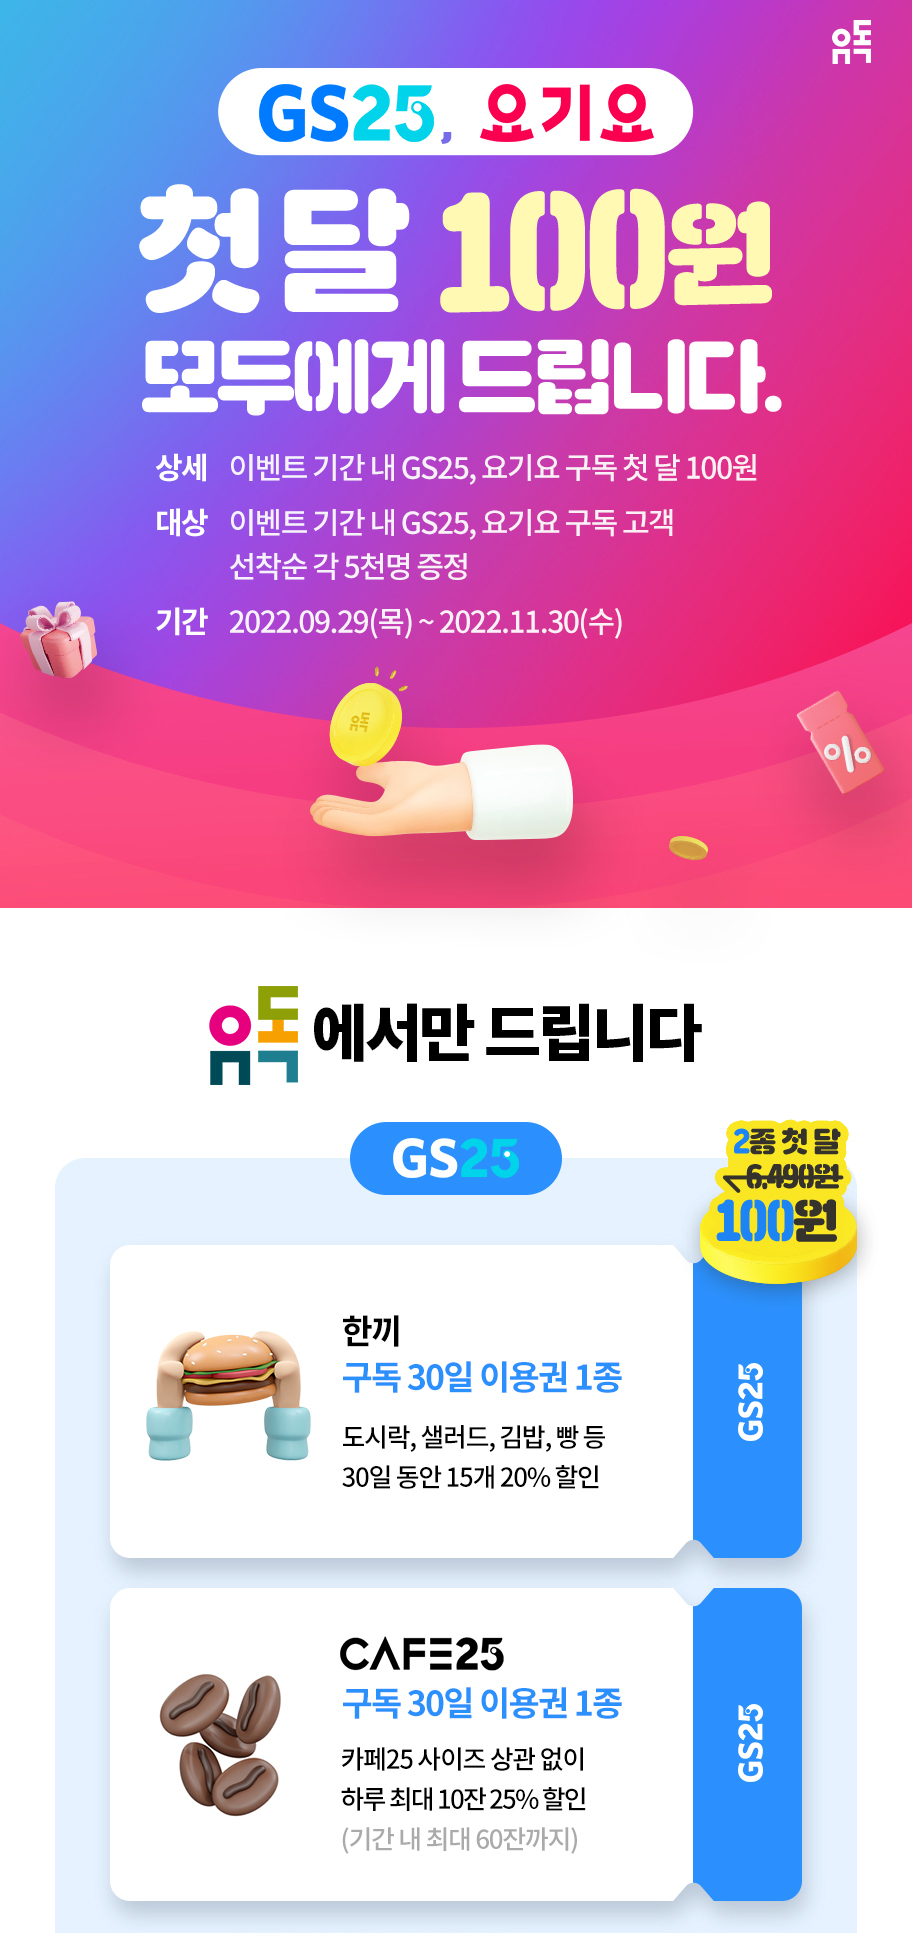 유독
GS25, 요기요
첫 달 100원
모두에게 드립니다.
상세 이벤트 기간 내 GS25, 요기요 구독 첫 달 100원
대상 이벤트 기간 내 GS25, 요기요 구독 고객
선착순 각 5천명 증정
기간 2022.09.29(목) ~ 2022.11.30(수)
유독
%
유독에서만 드립니다
GS25
2종 첫 달
6,490원
100원
한끼
구독 30일 이용권 1종
도시락, 샐러드, 김밥, 빵 등
30일 동안 15개 20% 할인
GS25
CAFE25
구독 30일 이용권 1종
카페25 사이즈 상관 없이
하루 최대 10잔 25% 할인
(기간 내 최대 60잔까지)
GS25